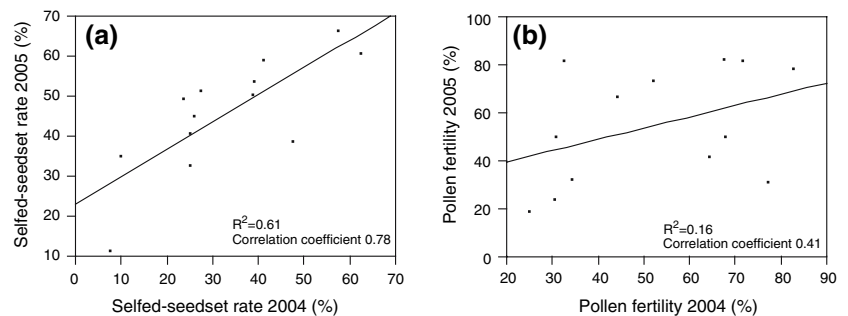 (a)
Selfed-seedset rate 2005 (%)
70
60
50
40
30
20
10
R²=0.61
Correlation coefficient 0.78
0 10 20 30 40 50 60 70
Selfed-seedset rate 2004 (%)
(b)
Pollen fertility 2005 (%)
100
80
60
40
20
0
R²=0.16
Correlation coefficient 0.41
20 30 40 50 60 70 80 90
Pollen fertility 2004 (%)